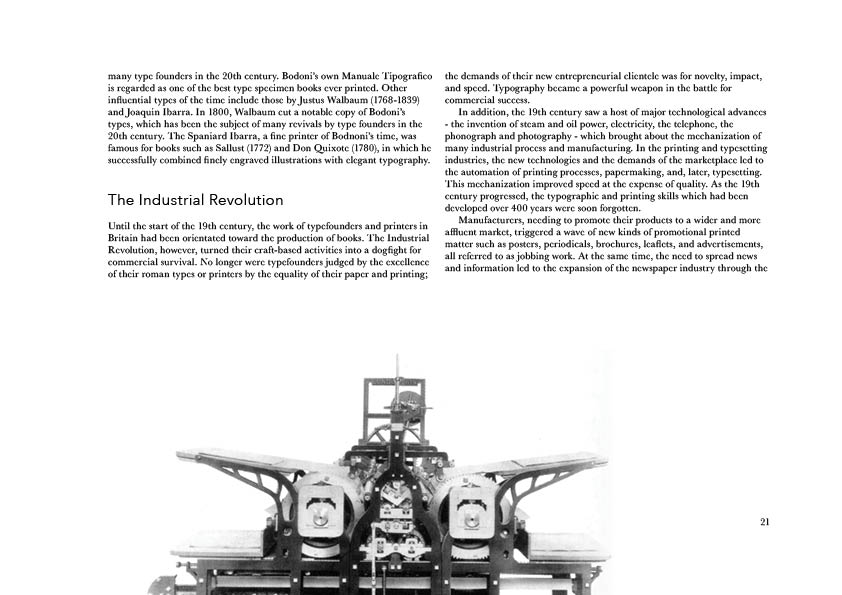 many type founders in the 20th century. Bodoni's own Manuale Tipografico
is regarded as one of the best type specimen books ever printed. Other
influential types of the time include those by Justus Walbaum (1768-1839)
and Joaquin Ibarra. In 1800, Walbaum cut a notable copy of Bodoni's
types, which has been the subject of many revivals by type founders in the
20th century. The Spaniard Ibarra, a fine printer of Bodnoni's time, was
famous for books such as Sallust (1772) and Don Quixote (1780), in which he
successfully combined finely engraved illustrations with elegant typography.
The Industrial Revolution
Until the start of the 19th century, the work of typefounders and printers in
Britain had been orientated toward the production of books. The Industrial
Revolution, however, turned their craft-based activities into a dogfight for
commercial survival. No longer were typefounders judged by the excellence
of their roman types or printers by the equality of their paper and printing;
the demands of their new entrepreneurial clientele was for novelty, impact,
and speed. Typography became a powerful weapon in the battle for
commercial success.
In addition, the 19th century saw a host of major technological advances
- the invention of steam and oil power, electricity, the telephone, the
phonograph and photography - which brought about the mechanization of
many industrial process and manufacturing. In the printing and typesetting
industries, the new technologies and the demands of the marketplace led to
the automation of printing processes, papermaking, and, later, typesetting.
This mechanization improved speed at the expense of quality. As the 19th
century progressed, the typographic and printing skills which had been
developed over 400 years were soon forgotten.
Manufacturers, needing to promote their products to a wider and more
affluent market, triggered a wave of new kinds of promotional printed
matter such as posters, periodicals, brochures, leaflets, and advertisements,
all referred to as jobbing work. At the same time, the need to spread news
and information led to the expansion of the newspaper industry through the
21